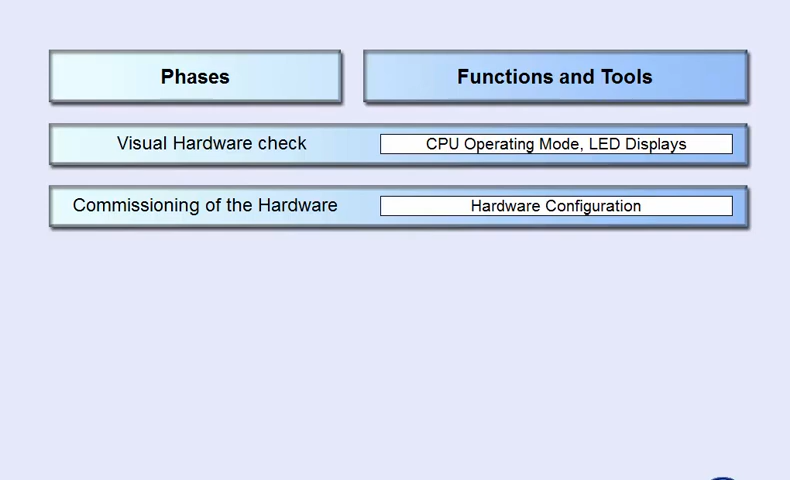 Phases
Functions and Tools
Visual Hardware check
CPU Operating Mode, LED Displays
Commissioning of the Hardware
Hardware Configuration